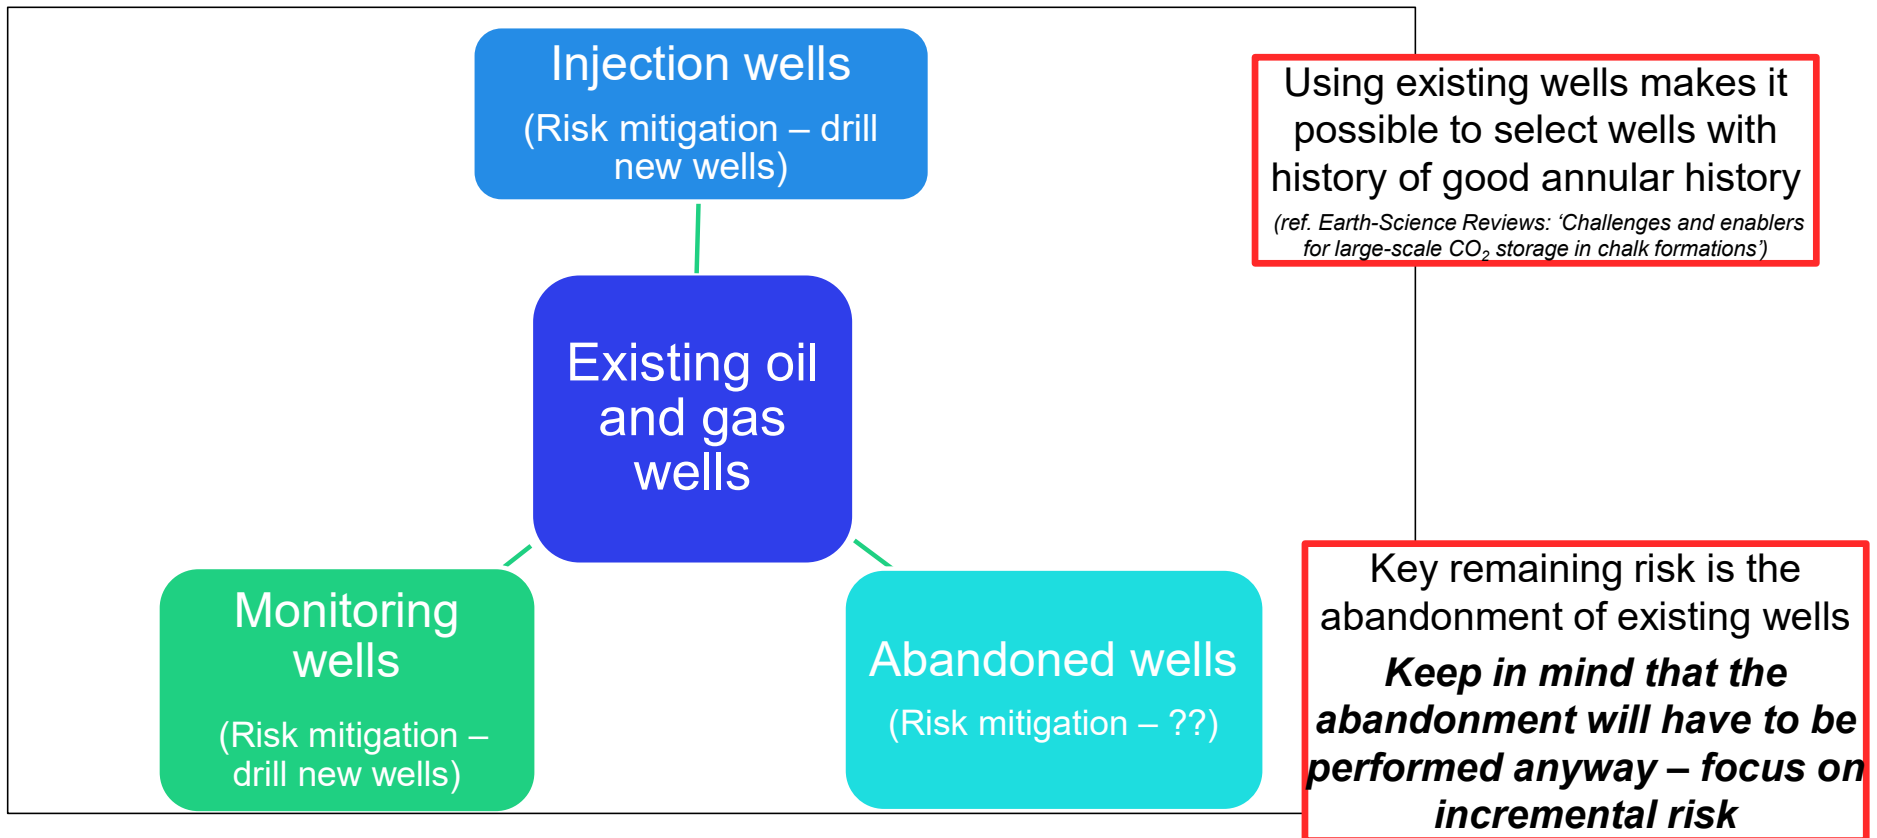 Injection wells
(Risk mitigation – drill
new wells)
Using existing wells makes it
possible to select wells with
history of good annular history
(ref. Earth-Science Reviews: ‘Challenges and enablers
for large-scale CO₂ storage in chalk formations’)
Existing oil
and gas
wells
Monitoring
wells
(Risk mitigation –
drill new wells)
Abandoned wells
(Risk mitigation – ??)
Key remaining risk is the
abandonment of existing wells
Keep in mind that the
abandonment will have to be
performed anyway – focus on
incremental risk